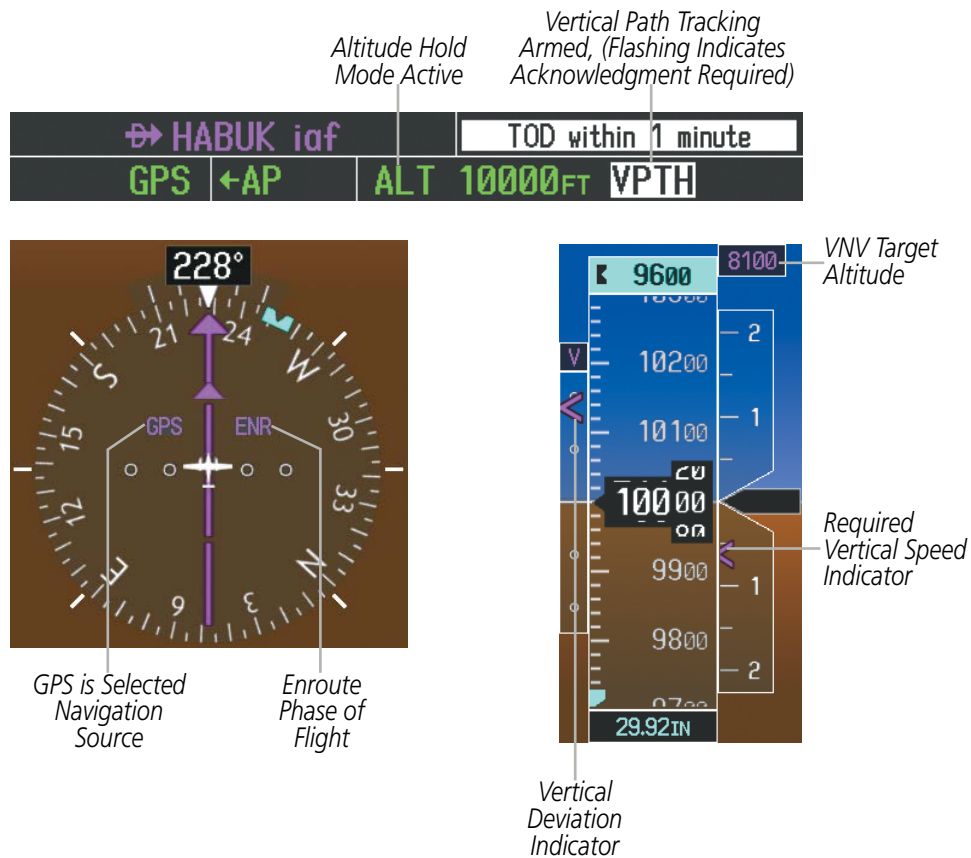 Altitude Hold
Mode Active
Vertical Path Tracking
Armed, (Flashing Indicates
Acknowledgment Required)
HABUK iaf
TOD within 1 minute
GPS ←AP ALT 10000FT VPTH
228°
21
24
S
W
15
30
12
33
E
N
6
3
GPS
ENR
GPS is Selected
Navigation
Source
Enroute
Phase of
Flight
9600
8100
VNV Target
Altitude
V
10200
2
10100
1
20
10000
9900
1
9800
2
29.92IN
Required
Vertical Speed
Indicator
Vertical
Deviation
Indicator